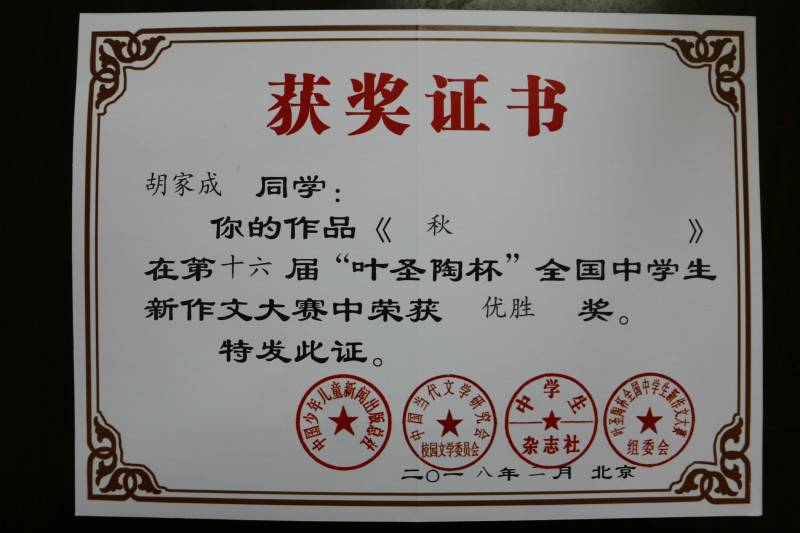 获奖证书
胡家成 同学：
你的作品《 秋 》
在第十六届“叶圣陶杯”全国中学生
新作文大赛中荣获 优胜 奖。
特发此证。
中国少年儿童新闻出版总社
中国当代文学研究会
校园文学委员会
中学生
杂志社
叶圣陶杯全国中学生新作文大赛
组委会
二〇一八年二月 北京